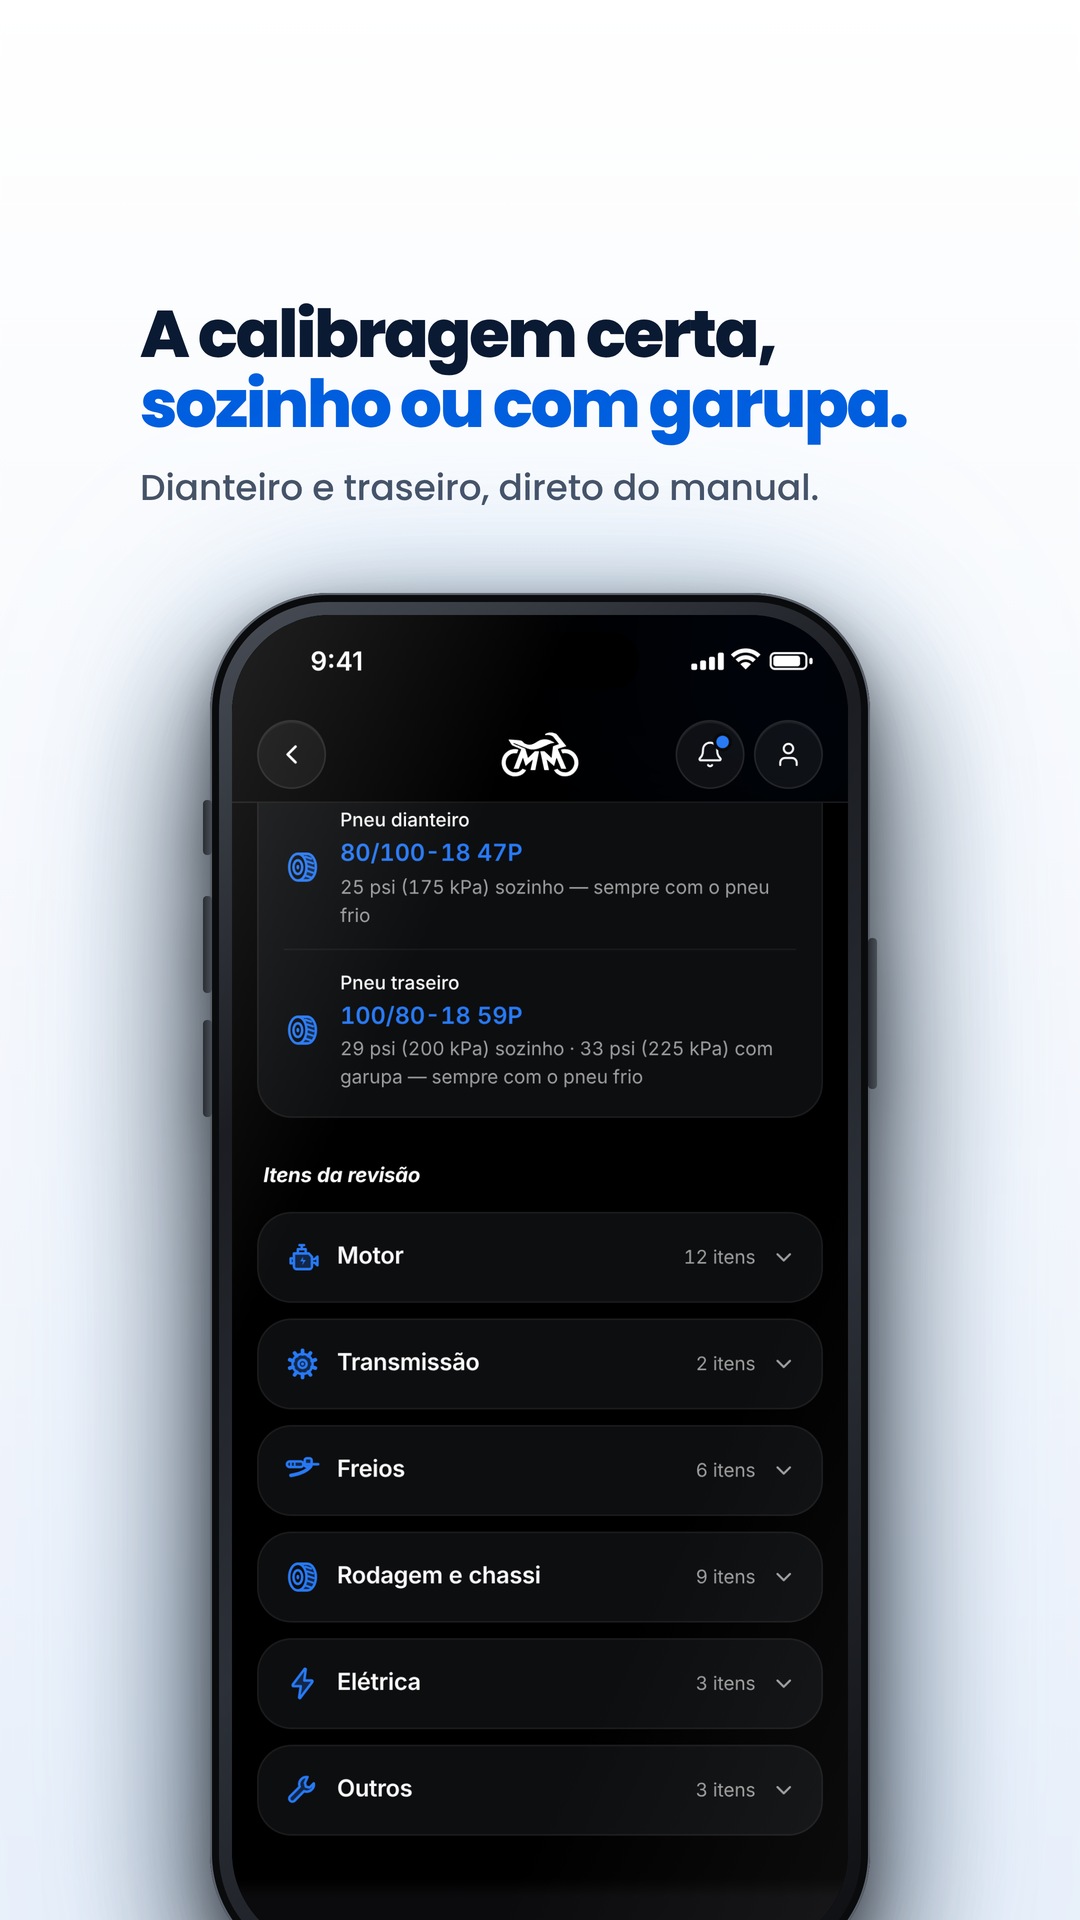 A calibragem certa,
sozinho ou com garupa.
Dianteiro e traseiro, direto do manual.
9:41
MM
Pneu dianteiro
80/100-18 47P
25 psi (175 kPa) sozinho — sempre com o pneu
frio
Pneu traseiro
100/80-18 59P
29 psi (200 kPa) sozinho · 33 psi (225 kPa) com
garupa — sempre com o pneu frio
Itens da revisão
Motor 12 itens
Transmissão 2 itens
Freios 6 itens
Rodagem e chassi 9 itens
Elétrica 3 itens
Outros 3 itens